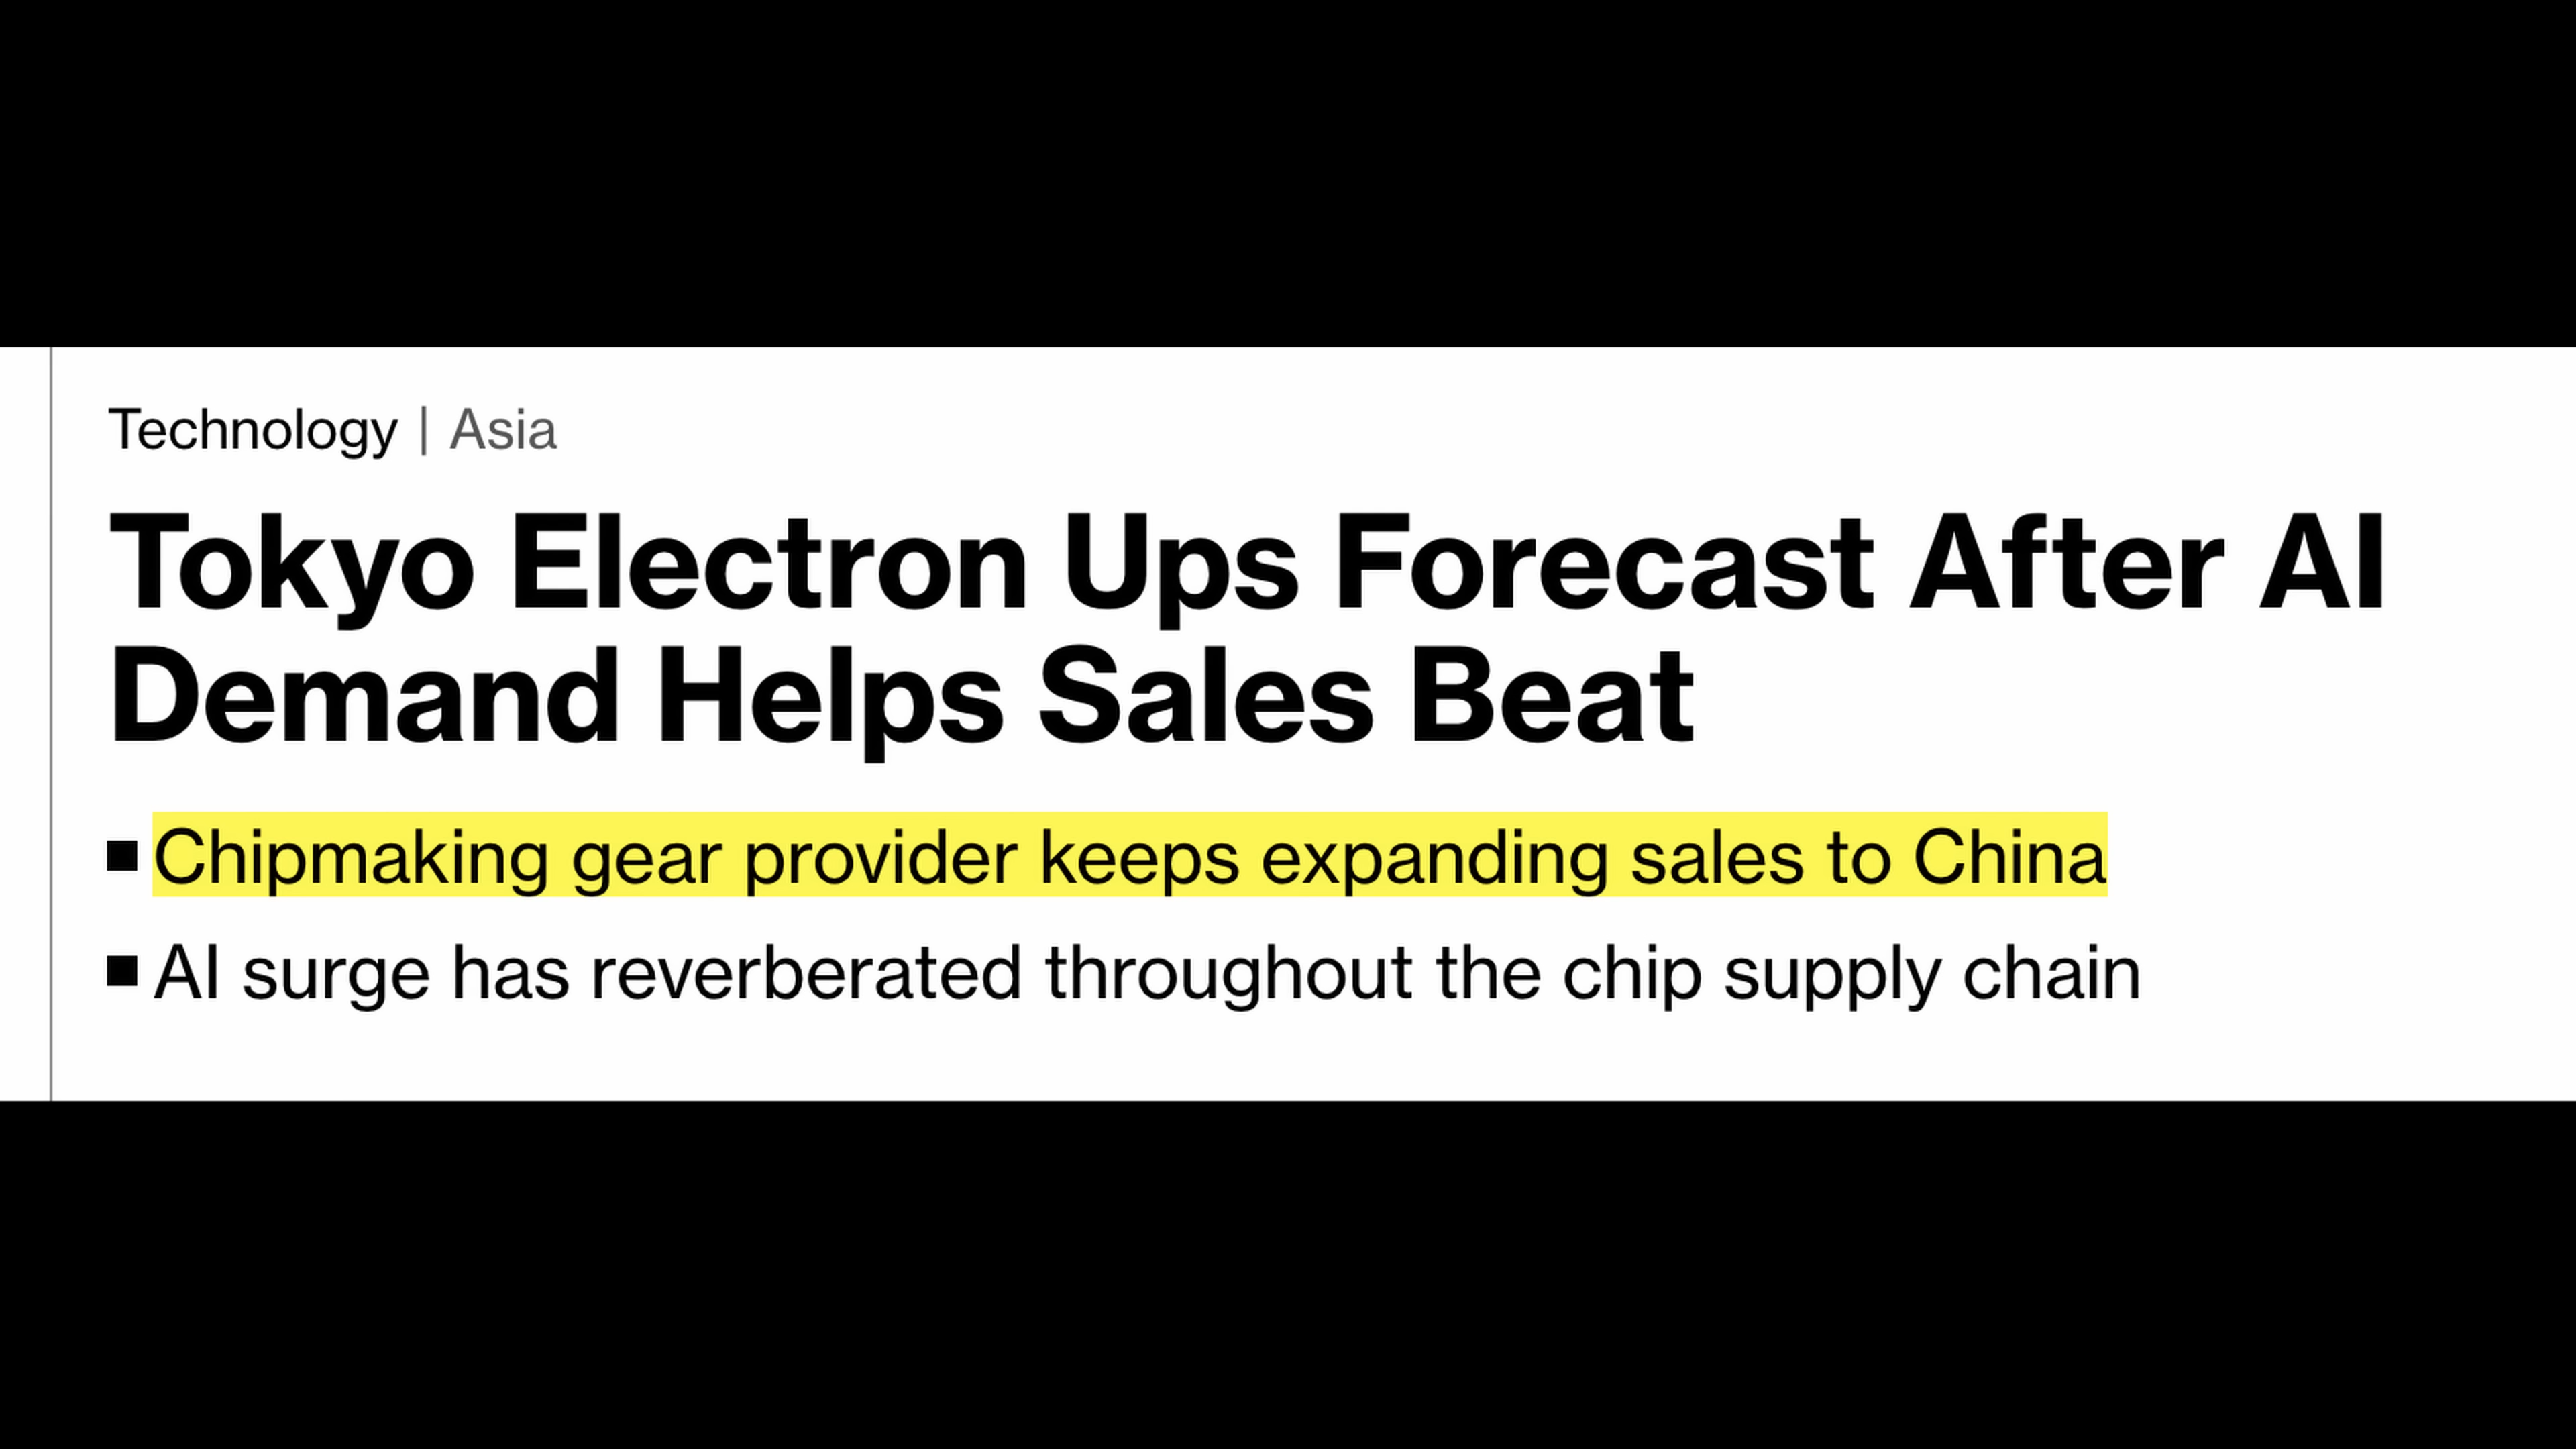 Technology | Asia
Tokyo Electron Ups Forecast After AI
Demand Helps Sales Beat
■ Chipmaking gear provider keeps expanding sales to China
■ AI surge has reverberated throughout the chip supply chain